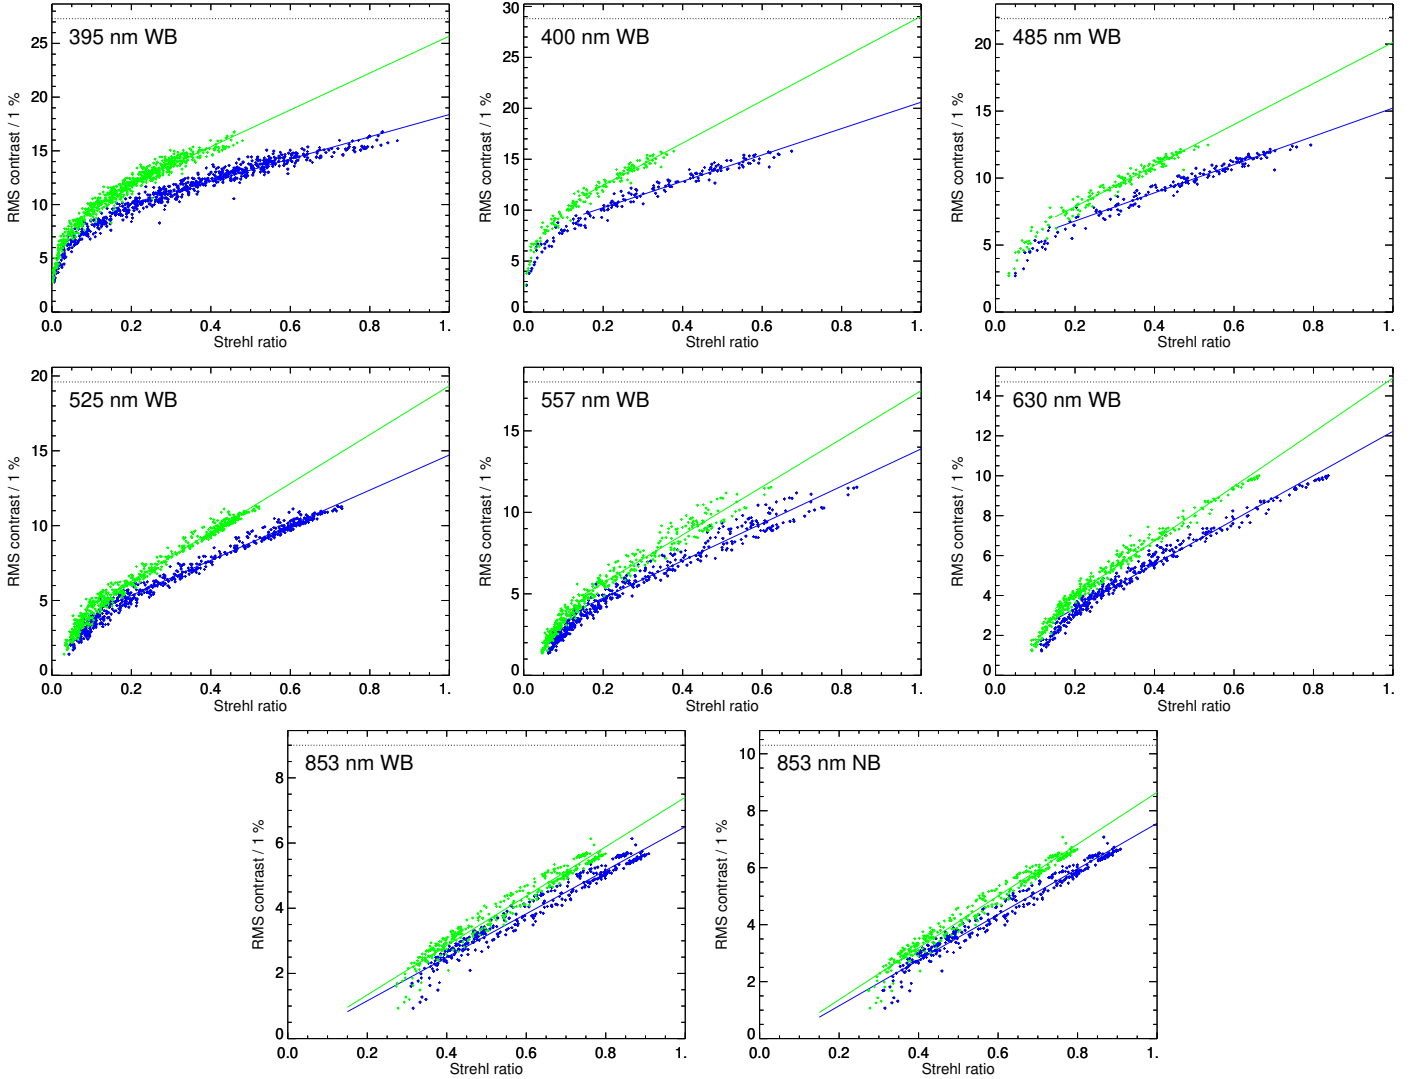 395 nm WB
RMS contrast / 1 %
25
20
15
10
5
0
0.0 0.2 0.4 0.6 0.8 1.
Strehl ratio
400 nm WB
RMS contrast / 1 %
30
25
20
15
10
5
0
0.0 0.2 0.4 0.6 0.8 1.
Strehl ratio
485 nm WB
RMS contrast / 1 %
20
15
10
5
0
0.0 0.2 0.4 0.6 0.8 1.
Strehl ratio
525 nm WB
RMS contrast / 1 %
20
15
10
5
0
0.0 0.2 0.4 0.6 0.8 1.
Strehl ratio
557 nm WB
RMS contrast / 1 %
15
10
5
0
0.0 0.2 0.4 0.6 0.8 1.
Strehl ratio
630 nm WB
RMS contrast / 1 %
14
12
10
8
6
4
2
0
0.0 0.2 0.4 0.6 0.8 1.
Strehl ratio
853 nm WB
RMS contrast / 1 %
8
6
4
2
0
0.0 0.2 0.4 0.6 0.8 1.
Strehl ratio
853 nm NB
RMS contrast / 1 %
10
8
6
4
2
0
0.0 0.2 0.4 0.6 0.8 1.
Strehl ratio